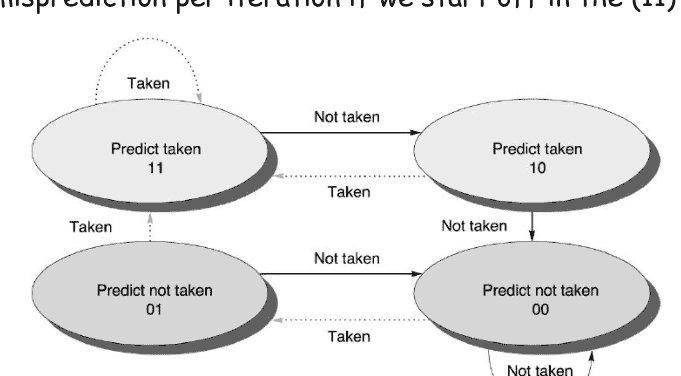 misprediction per iteration if we start off in the (11)
Taken
Not taken
Predict taken
11
Predict taken
10
Taken
Taken
Not taken
Not taken
Predict not taken
01
Predict not taken
00
Taken
Not taken